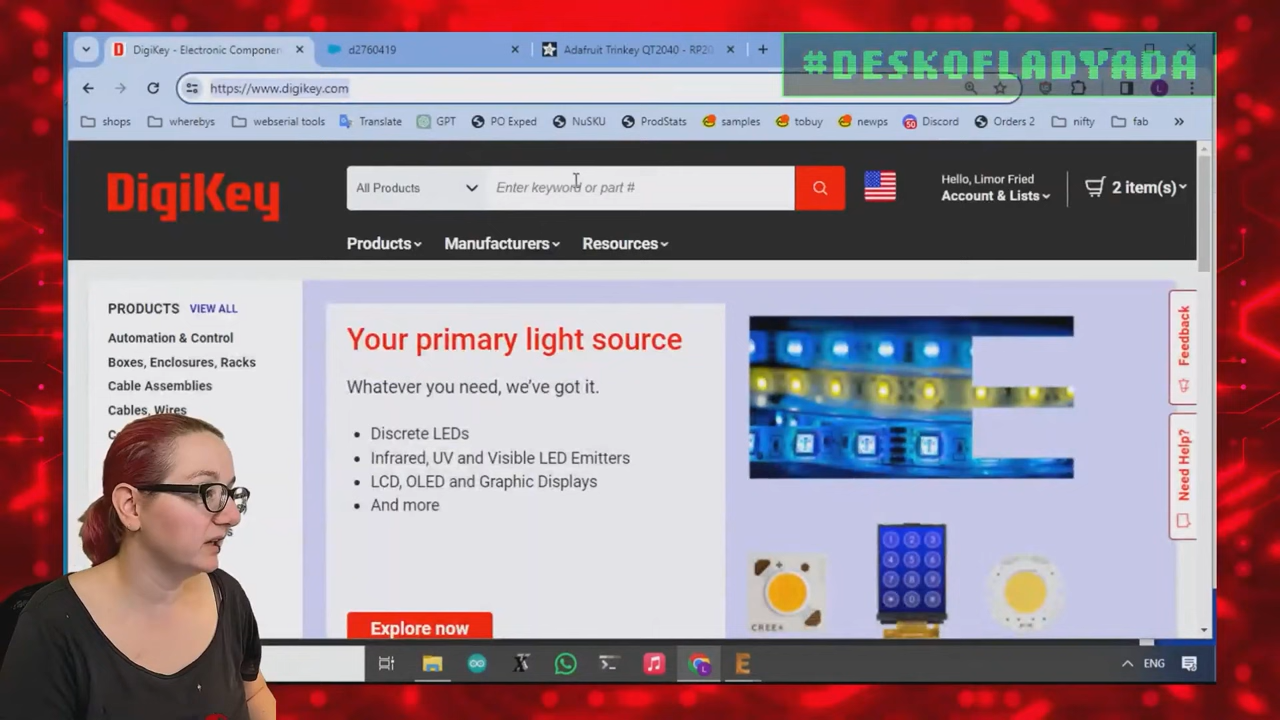 #DESKOFLADYADA
DigiKey - Electronic Componen
d2760419
Adafruit Trinkey QT2040 - RP20
https://www.digikey.com
shops
wherebys
webserial tools
Translate
GPT
PO Exped
NuSKU
ProdStats
samples
tobuy
newps
50
Discord
Orders 2
nifty
fab
DigiKey
All Products
Enter keyword or part #
Hello, Limor Fried
Account & Lists
2 item(s)
Products
Manufacturers
Resources
PRODUCTS VIEW ALL
Automation & Control
Boxes, Enclosures, Racks
Cable Assemblies
Cables, Wires
Your primary light source
Whatever you need, we've got it.
• Discrete LEDs
• Infrared, UV and Visible LED Emitters
• LCD, OLED and Graphic Displays
• And more
Explore now
CREE
Feedback
Need Help?
ENG